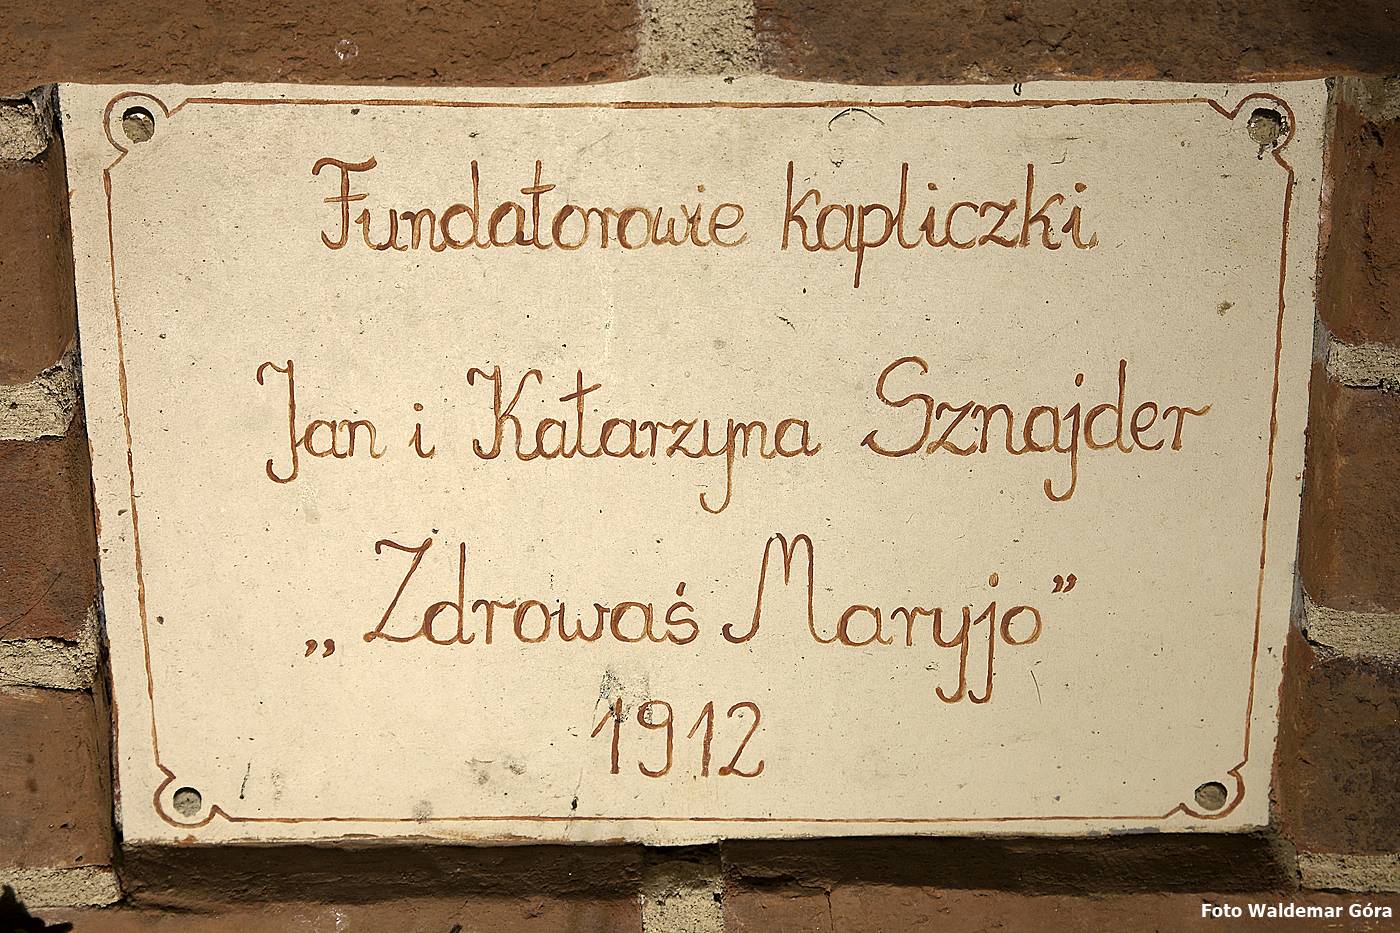 Fundatorowie kapliczki
Jan i Katarzyna Sznajder
„Zdrowaś Maryjo”
1912
Foto Waldemar Góra